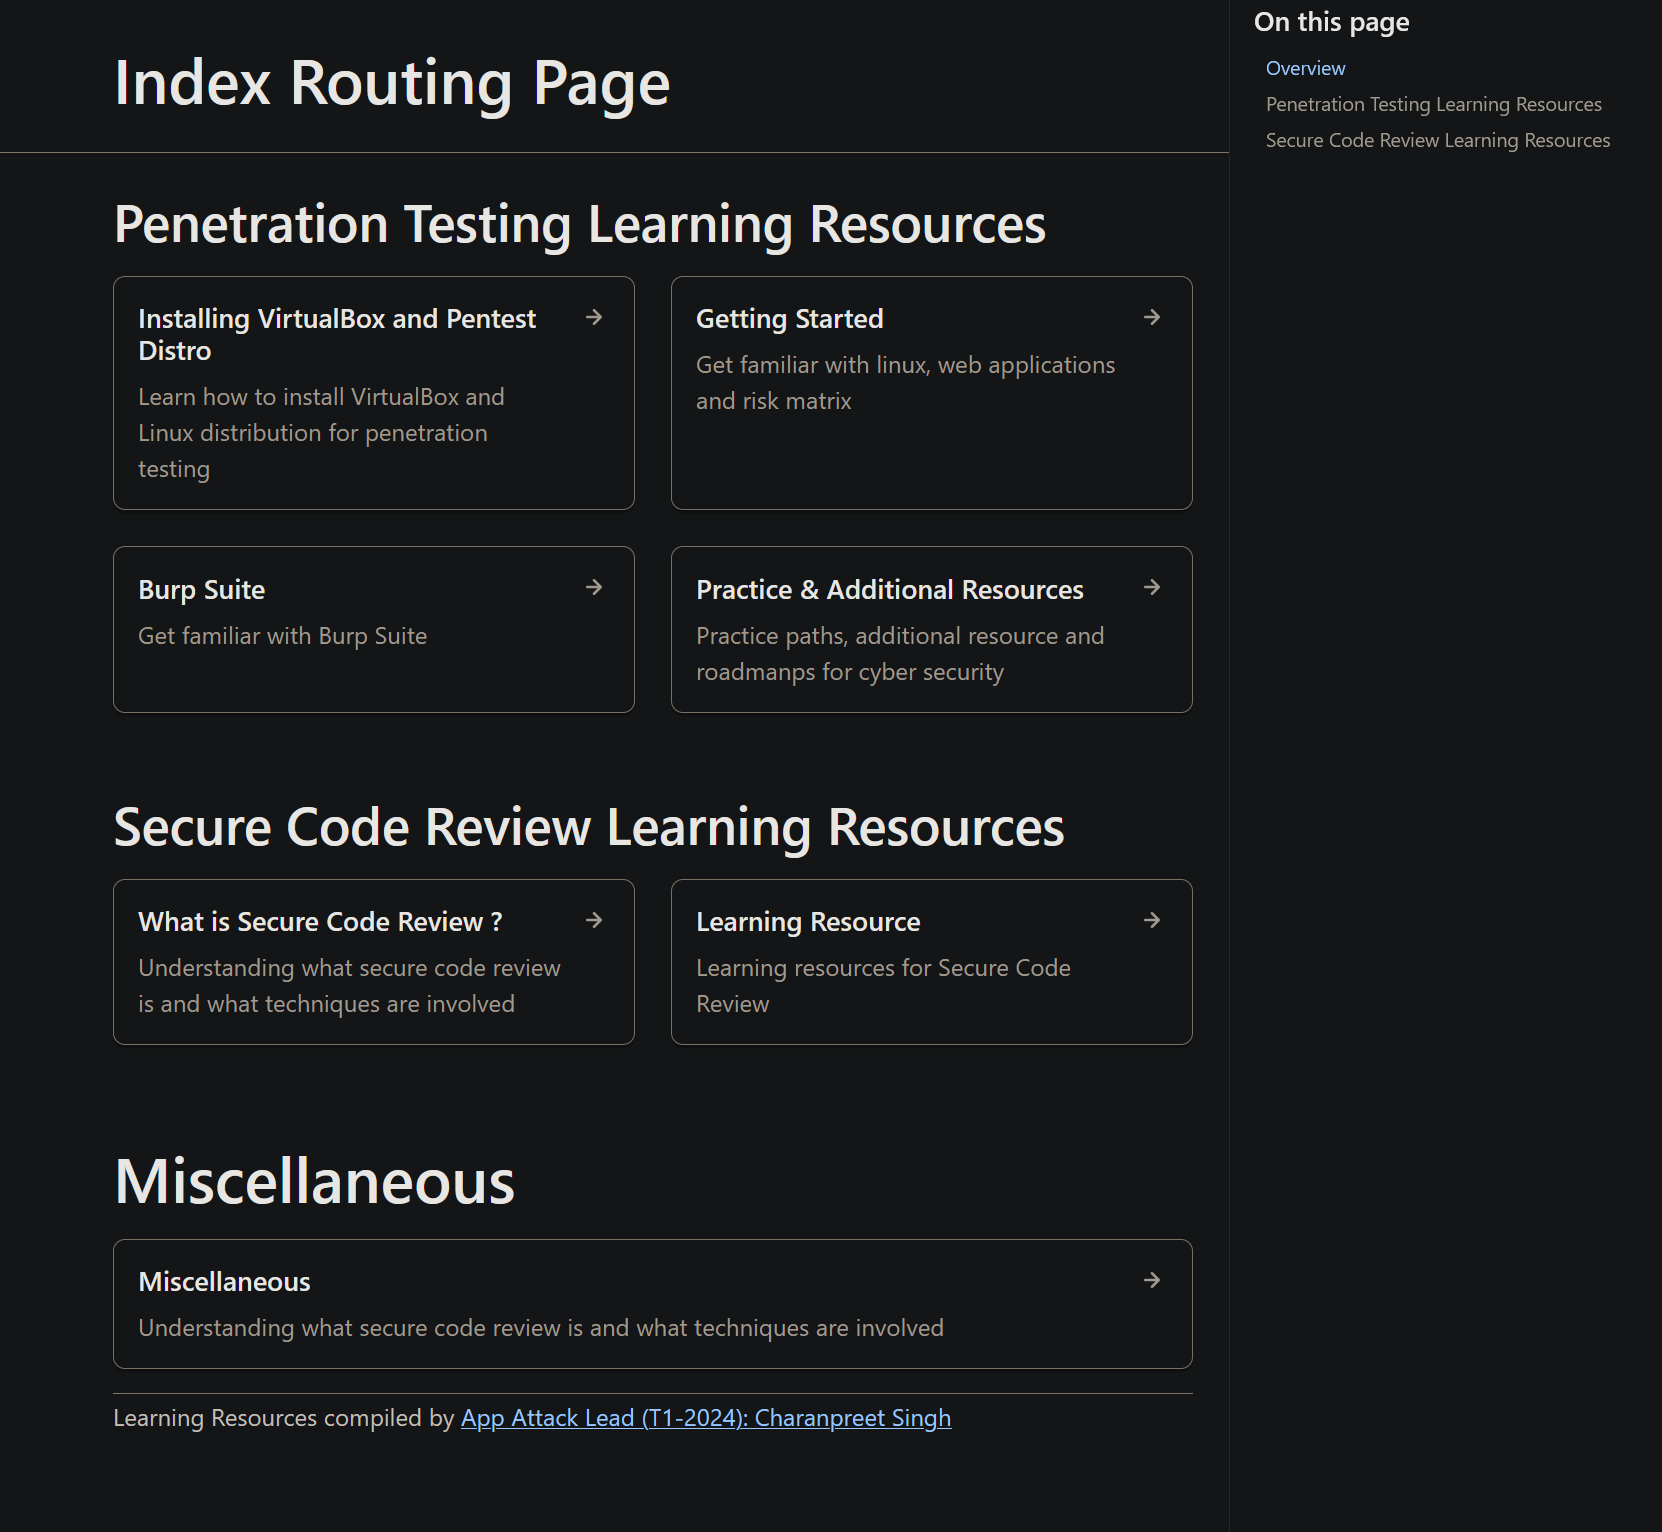 Index Routing Page
Penetration Testing Learning Resources
Installing VirtualBox and Pentest
Distro
Learn how to install VirtualBox and
Linux distribution for penetration
testing
Getting Started
Get familiar with linux, web applications
and risk matrix
Burp Suite
Get familiar with Burp Suite
Practice & Additional Resources
Practice paths, additional resource and
roadmanps for cyber security
Secure Code Review Learning Resources
What is Secure Code Review ?
Understanding what secure code review
is and what techniques are involved
Learning Resource
Learning resources for Secure Code
Review
Miscellaneous
Miscellaneous
Understanding what secure code review is and what techniques are involved
Learning Resources compiled by App Attack Lead (T1-2024): Charanpreet Singh
On this page
Overview
Penetration Testing Learning Resources
Secure Code Review Learning Resources